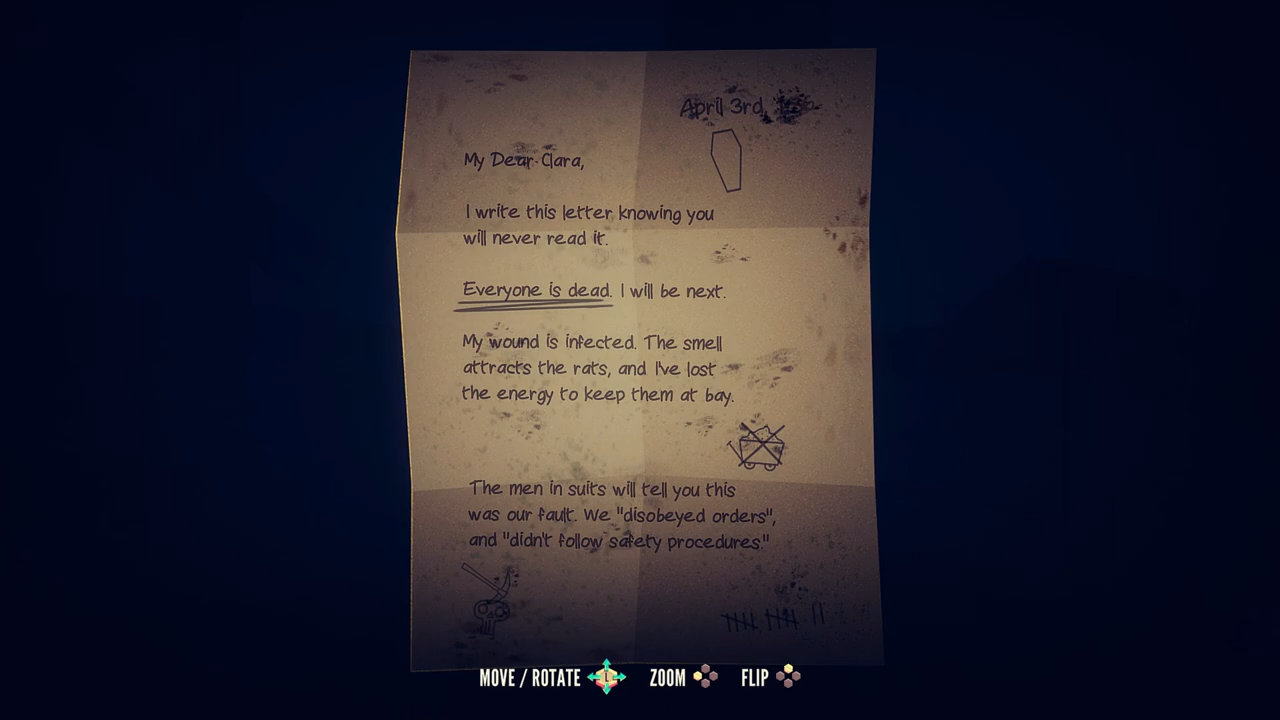 April 3rd,
My Dear Clara,
I write this letter knowing you
will never read it.
Everyone is dead. I will be next.
My wound is infected. The smell
attracts the rats, and I've lost
the energy to keep them at bay.
The men in suits will tell you this
was our fault. We "disobeyed orders",
and "didn't follow safety procedures."
MOVE / ROTATE L ZOOM FLIP